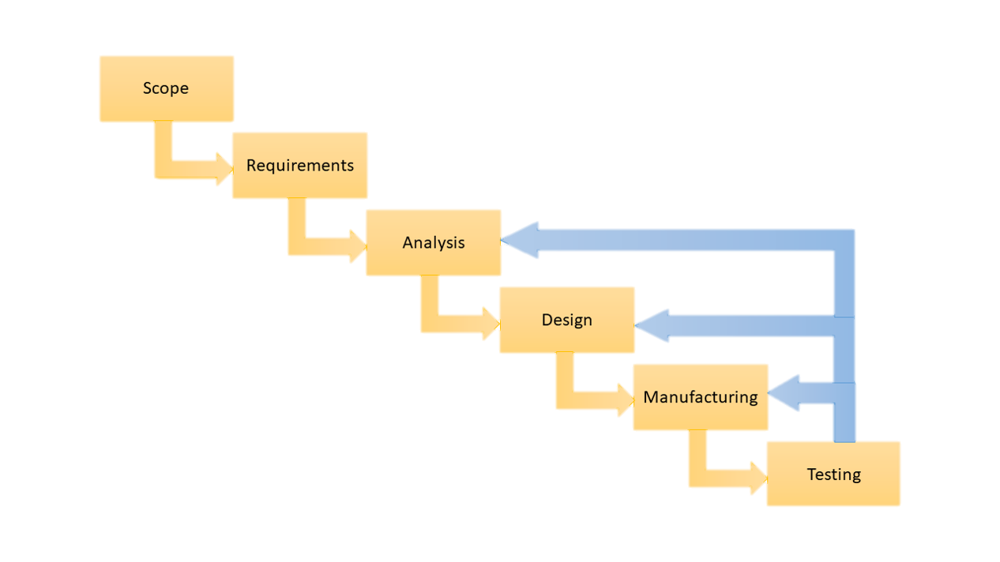 Scope
Requirements
Analysis
Design
Manufacturing
Testing